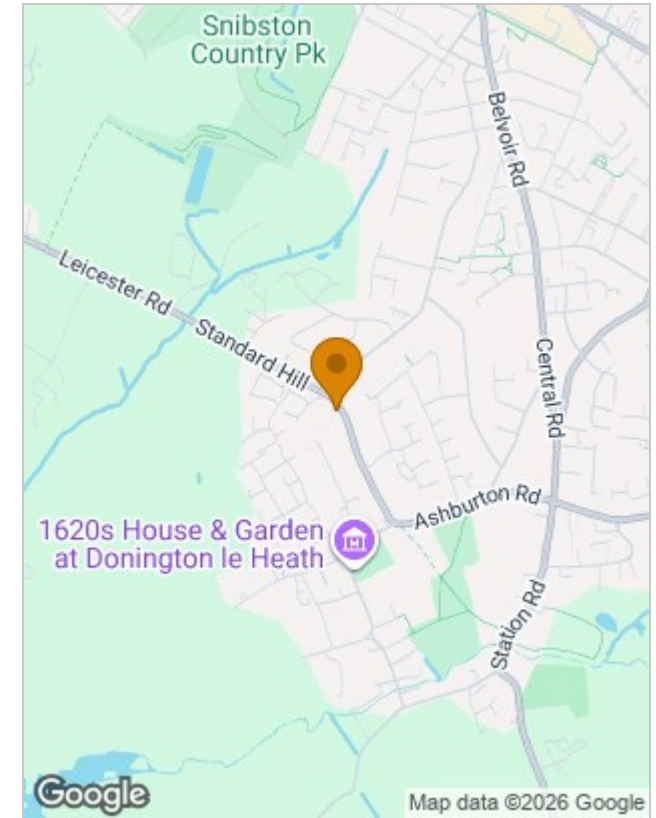 Snibston
Country Pk
Belvoir Rd
Leicester Rd
Standard Hill
Central Rd
Ashburton Rd
1620s House & Garden
at Donington le Heath
Station Rd
Google
Map data ©2026 Google